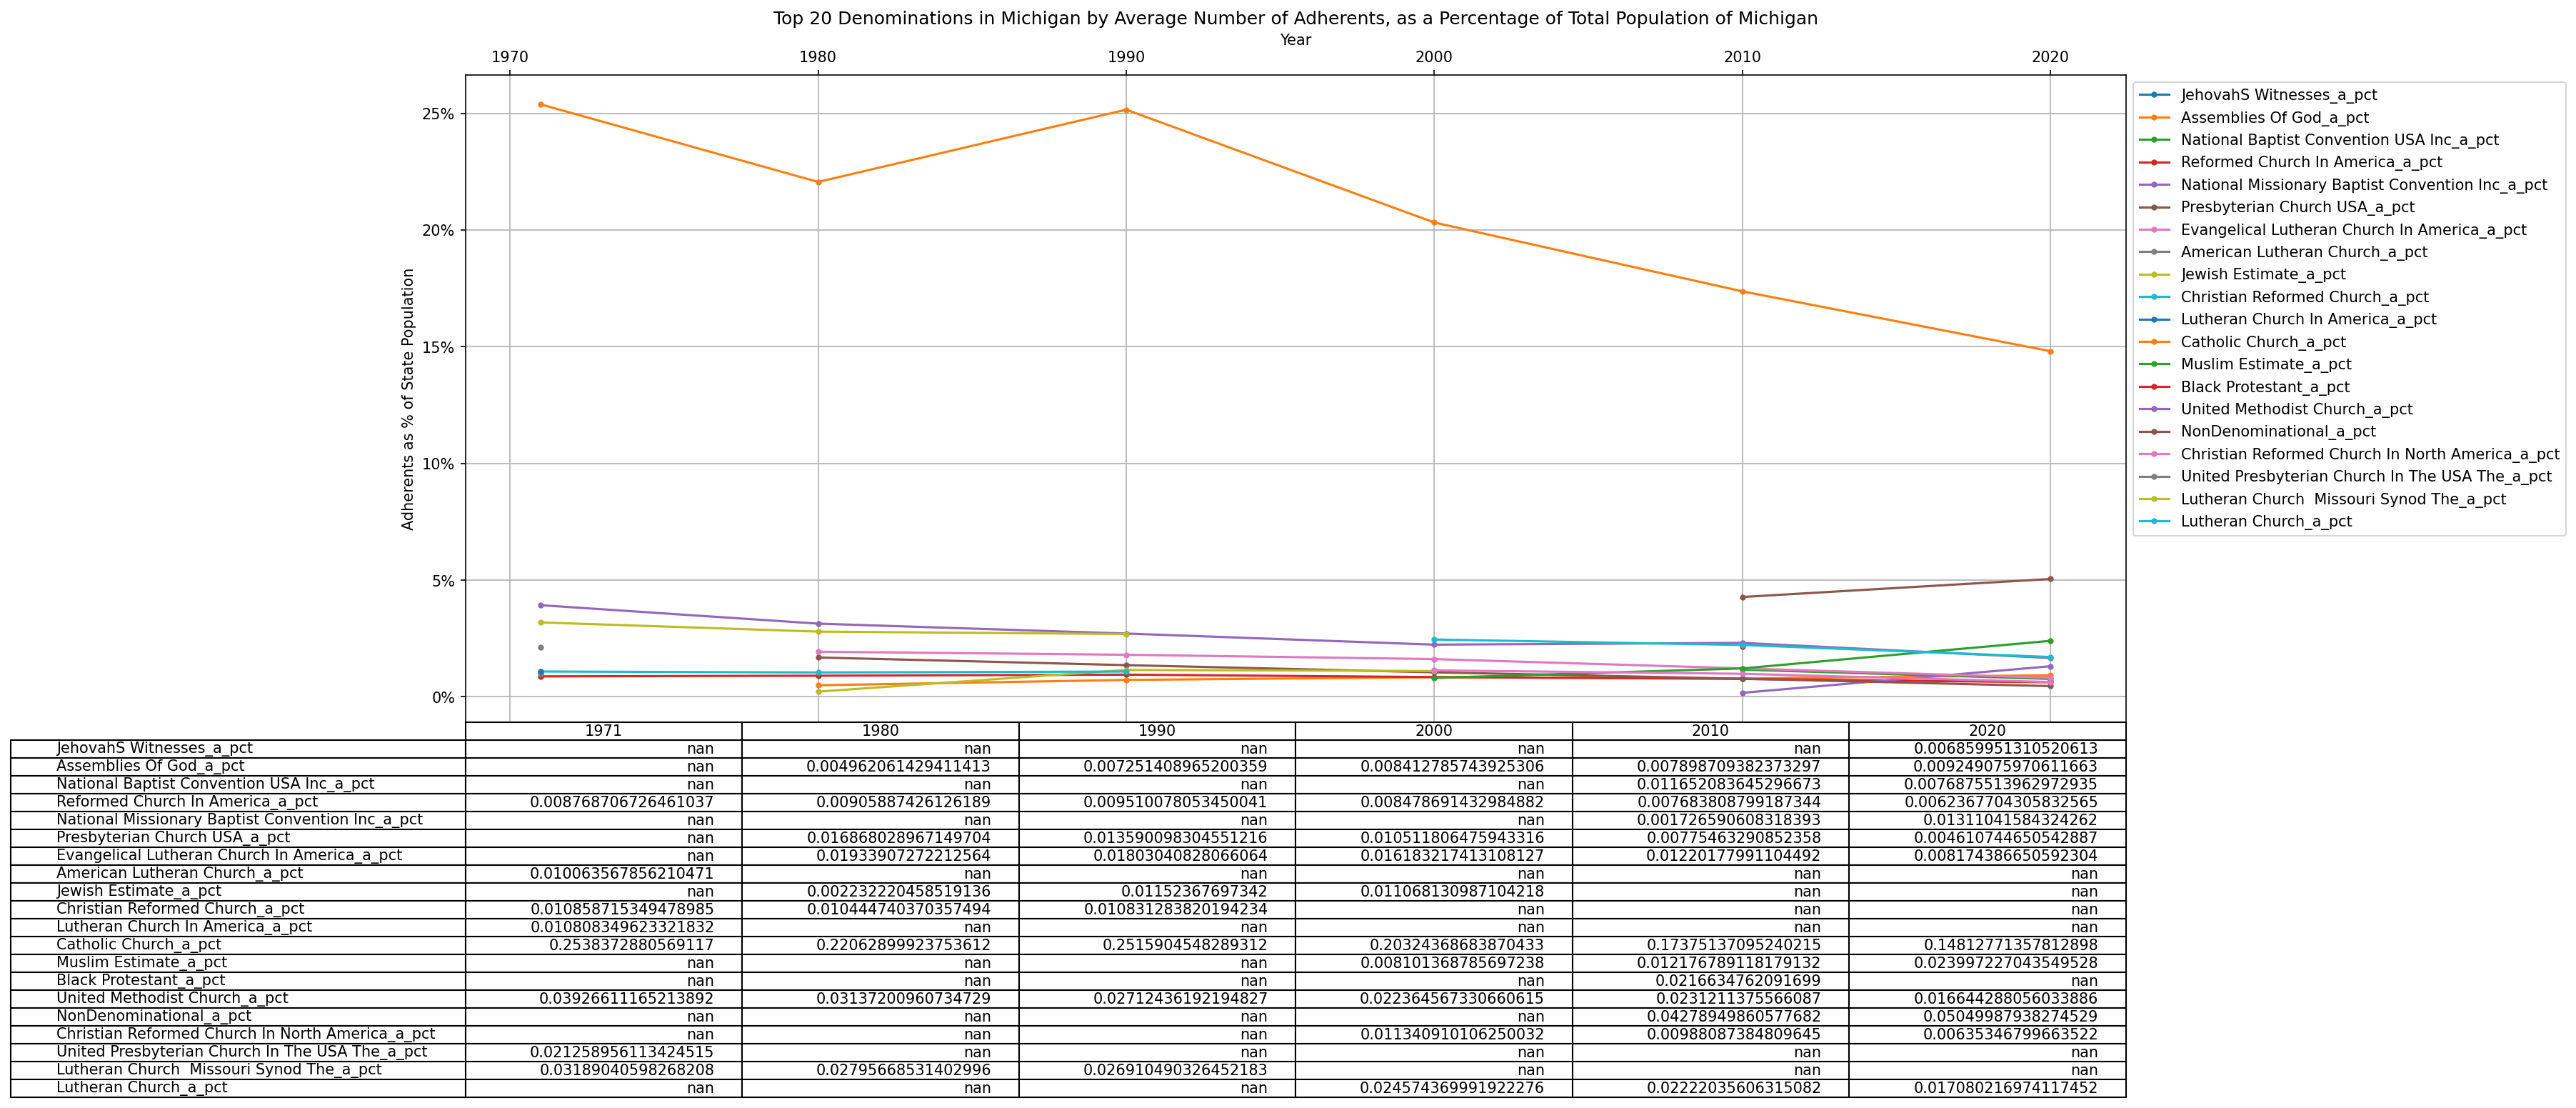 Top 20 Denominations in Michigan by Average Number of Adherents, as a Percentage of Total Population of Michigan
Year
1970 1980 1990 2000 2010 2020
25%
20%
15%
10%
5%
0%
Adherents as % of State Population
JehovahS Witnesses_a_pct
Assemblies Of God_a_pct
National Baptist Convention USA Inc_a_pct
Reformed Church In America_a_pct
National Missionary Baptist Convention Inc_a_pct
Presbyterian Church USA_a_pct
Evangelical Lutheran Church In America_a_pct
American Lutheran Church_a_pct
Jewish Estimate_a_pct
Christian Reformed Church_a_pct
Lutheran Church In America_a_pct
Catholic Church_a_pct
Muslim Estimate_a_pct
Black Protestant_a_pct
United Methodist Church_a_pct
NonDenominational_a_pct
Christian Reformed Church In North America_a_pct
United Presbyterian Church In The USA The_a_pct
Lutheran Church  Missouri Synod The_a_pct
Lutheran Church_a_pct
1971 1980 1990 2000 2010 2020
JehovahS Witnesses_a_pct nan nan nan nan nan 0.006859951310520613
Assemblies Of God_a_pct nan 0.004962061429411413 0.007251408965200359 0.008412785743925306 0.007898709382373297 0.009249075970611663
National Baptist Convention USA Inc_a_pct nan nan nan nan 0.011652083645296673 0.0076875513962972935
Reformed Church In America_a_pct 0.008768706726461037 0.00905887426126189 0.009510078053450041 0.008478691432984882 0.007683808799187344 0.0062367704305832565
National Missionary Baptist Convention Inc_a_pct nan nan nan nan 0.001726590608318393 0.01311041584324262
Presbyterian Church USA_a_pct nan 0.016868028967149704 0.013590098304551216 0.010511806475943316 0.00775463290852358 0.004610744650542887
Evangelical Lutheran Church In America_a_pct nan 0.01933907272212564 0.01803040828066064 0.016183217413108127 0.01220177991104492 0.008174386650592304
American Lutheran Church_a_pct 0.010063567856210471 nan nan nan nan nan
Jewish Estimate_a_pct nan 0.002232220458519136 0.01152367697342 0.011068130987104218 nan nan
Christian Reformed Church_a_pct 0.010858715349478985 0.010444740370357494 0.010831283820194234 nan nan nan
Lutheran Church In America_a_pct 0.010808349623321832 nan nan nan nan nan
Catholic Church_a_pct 0.2538372880569117 0.22062899923753612 0.2515904548289312 0.20324368683870433 0.17375137095240215 0.14812771357812898
Muslim Estimate_a_pct nan nan nan 0.008101368785697238 0.012176789118179132 0.023997227043549528
Black Protestant_a_pct nan nan nan nan 0.0216634762091699 nan
United Methodist Church_a_pct 0.03926611165213892 0.03137200960734729 0.02712436192194827 0.022364567330660615 0.0231211375566087 0.016644288056033886
NonDenominational_a_pct nan nan nan nan 0.04278949860577682 0.05049987938274529
Christian Reformed Church In North America_a_pct nan nan nan 0.011340910106250032 0.00988087384809645 0.00635346799663522
United Presbyterian Church In The USA The_a_pct 0.021258956113424515 nan nan nan nan nan
Lutheran Church  Missouri Synod The_a_pct 0.03189040598268208 0.02795668531402996 0.026910490326452183 nan nan nan
Lutheran Church_a_pct nan nan nan 0.024574369991922276 0.02222035606315082 0.017080216974117452